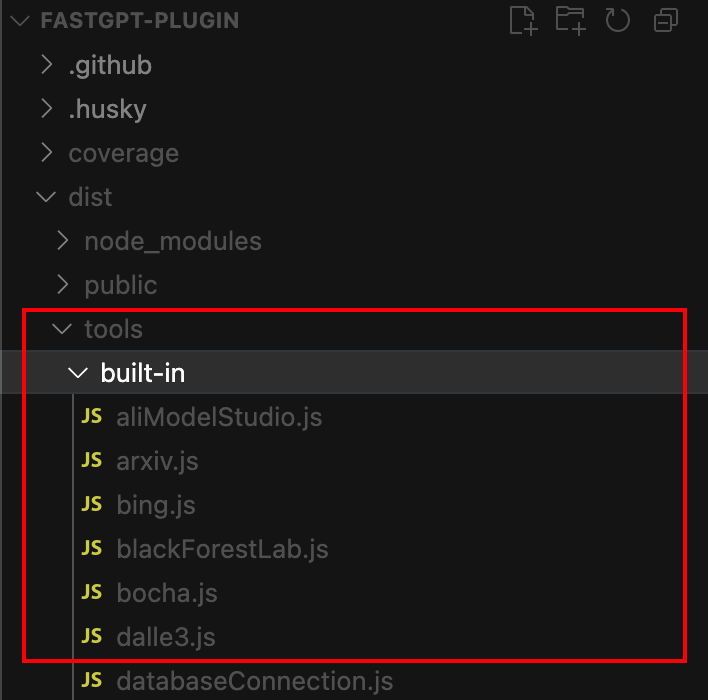 FASTGPT-PLUGIN
.github
.husky
coverage
dist
node_modules
public
tools
built-in
JS aliModelStudio.js
JS arxiv.js
JS bing.js
JS blackForestLab.js
JS bocha.js
JS dalle3.js
JS databaseConnection.js